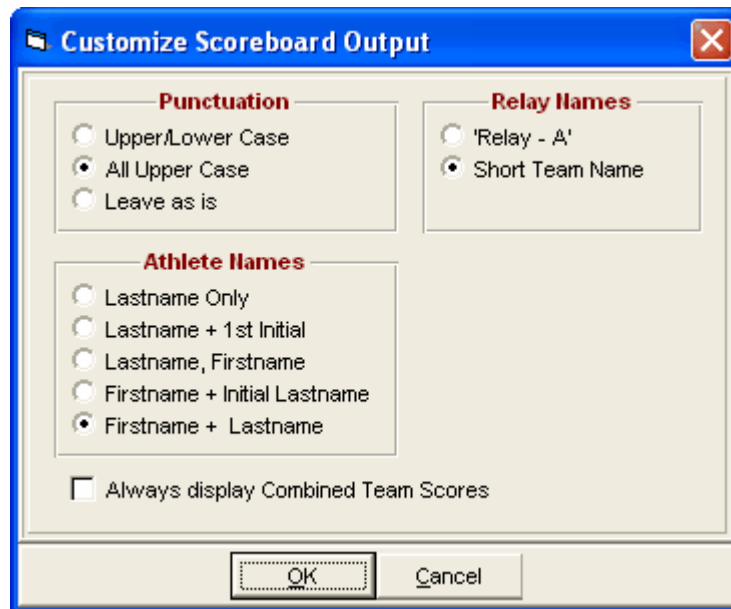 Customize Scoreboard Output
Punctuation
Upper/Lower Case
All Upper Case
Leave as is
Relay Names
'Relay - A'
Short Team Name
Athlete Names
Lastname Only
Lastname + 1st Initial
Lastname, Firstname
Firstname + Initial Lastname
Firstname + Lastname
Always display Combined Team Scores
OK
Cancel